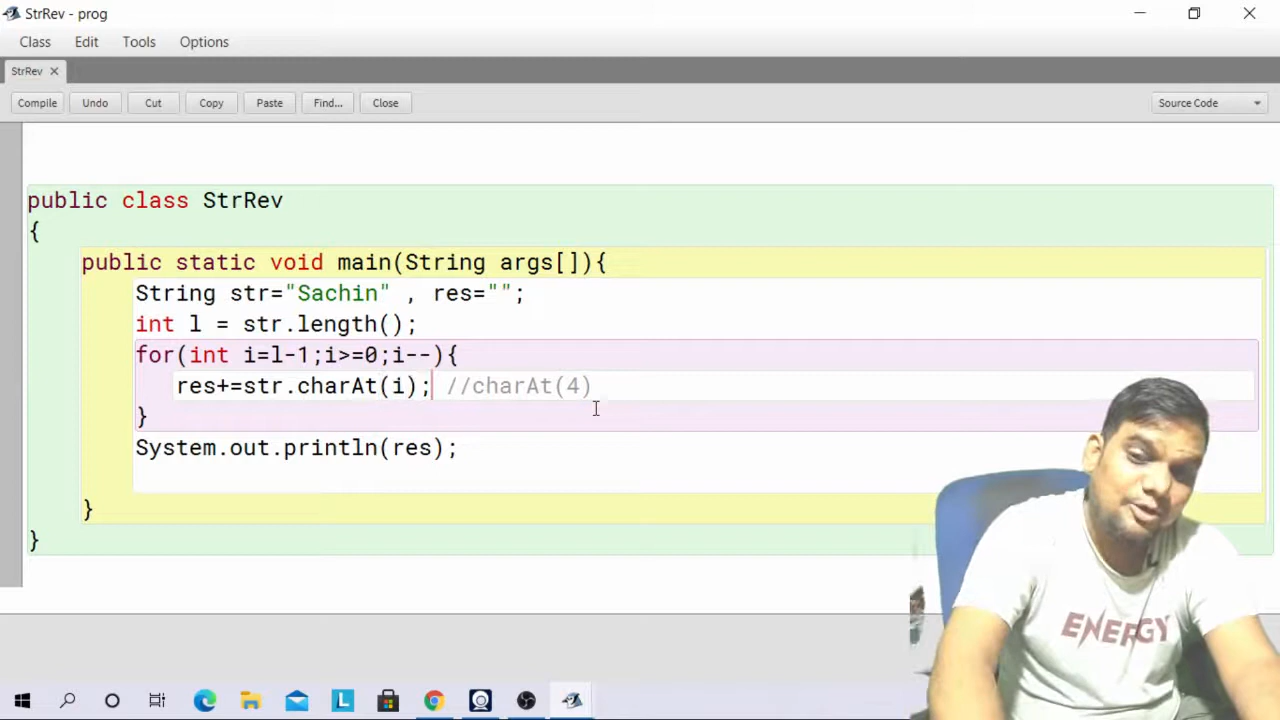 StrRev - prog
Class Edit Tools Options
StrRev
Compile Undo Cut Copy Paste Find... Close Source Code
public class StrRev
{
public static void main(String args[]){
String str="Sachin" , res="";
int l = str.length();
for(int i=l-1;i>=0;i--){
res+=str.charAt(i); //charAt(4)
}
System.out.println(res);
}
}
ENERGY
L